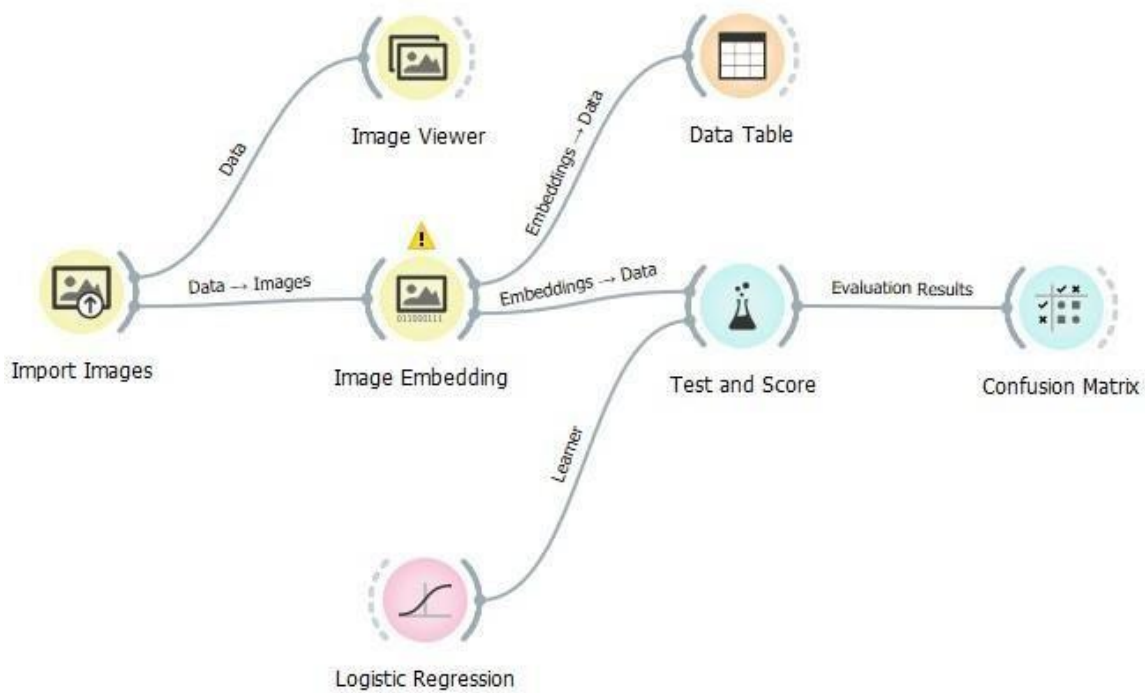 Image Viewer
Data Table
Data
Embeddings → Data
Data → Images
011000111
Embeddings → Data
Evaluation Results
Import Images
Image Embedding
Test and Score
Confusion Matrix
Learner
Logistic Regression